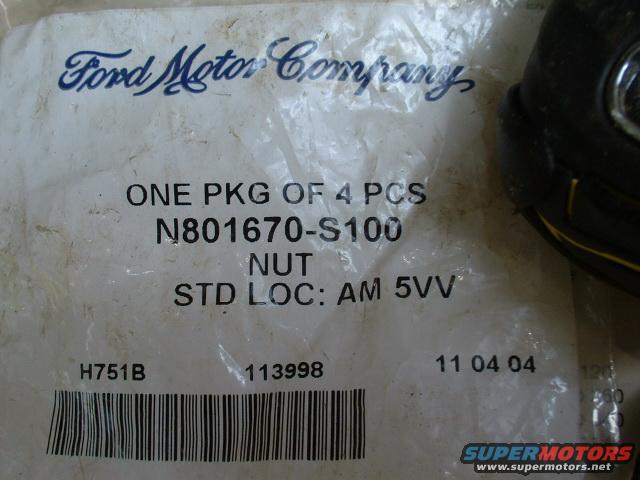 Ford Motor Company
ONE PKG OF 4 PCS
N801670-S100
NUT
STD LOC: AM 5VV
H751B 113998 11 04 04
120
SUPERMOTORS
www.supermotors.net